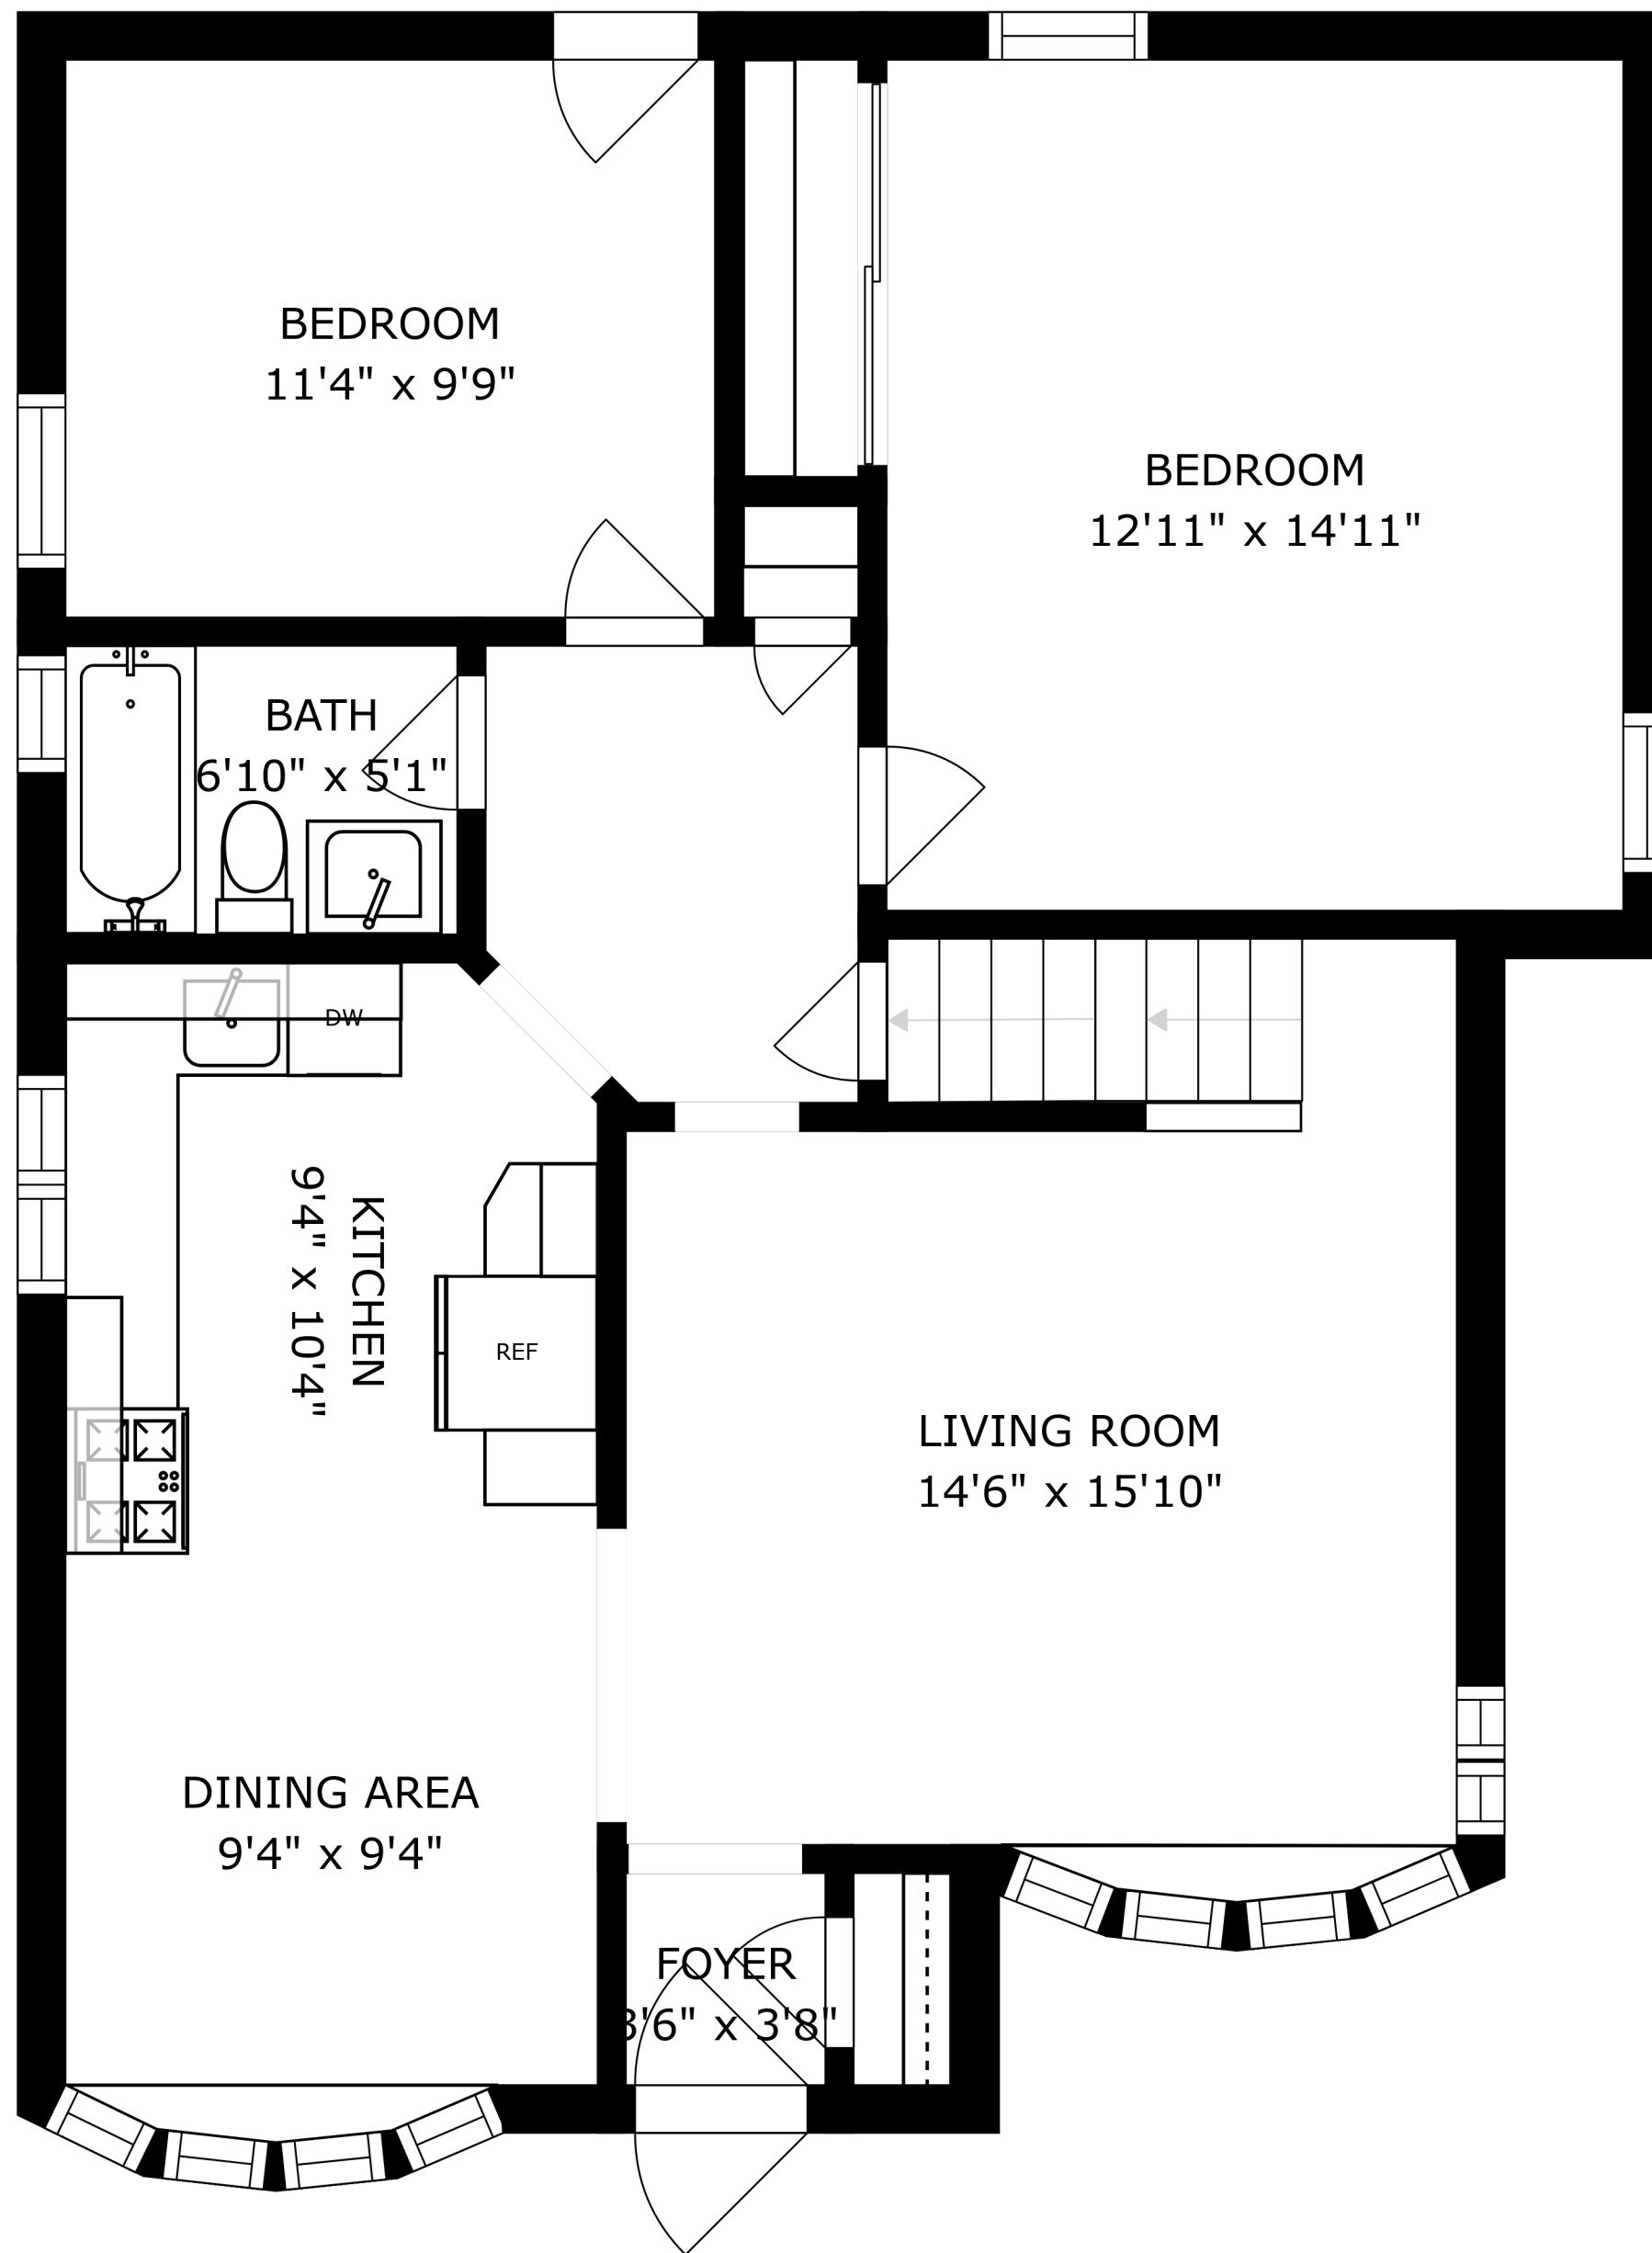 BEDROOM
11'4" x 9'9"
BEDROOM
12'11" x 14'11"
BATH
6'10" x 5'1"
DW
KITCHEN
9'4" x 10'4"
REF
LIVING ROOM
14'6" x 15'10"
DINING AREA
9'4" x 9'4"
FOYER
3'6" x 3'8"